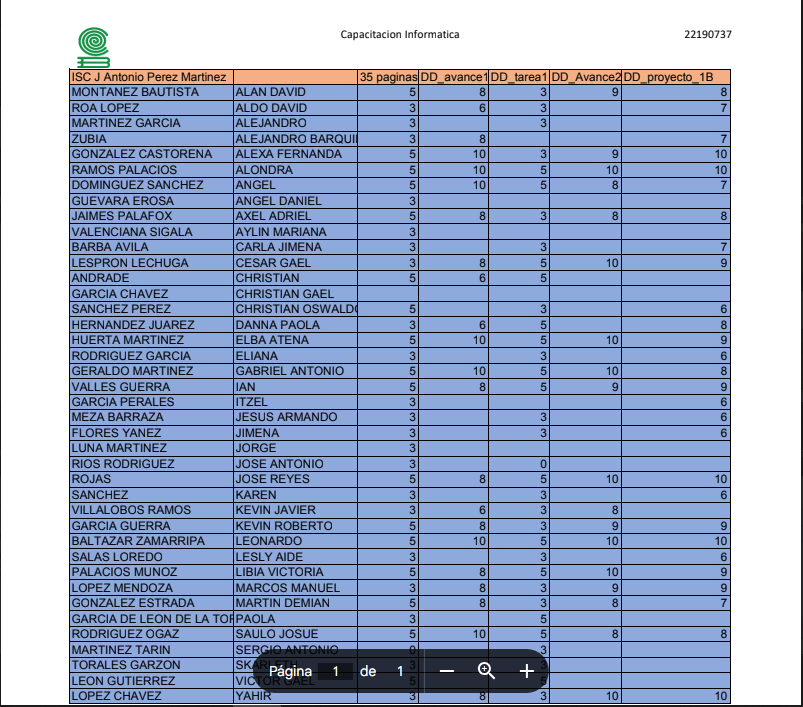 Capacitacion Informatica 22190737
ISC J Antonio Perez Martinez 35 paginas DD_avance1 DD_tarea1 DD_Avance2 DD_proyecto_1B
MONTANEZ BAUTISTA ALAN DAVID 5 8 3 9 8
ROA LOPEZ ALDO DAVID 3 6 3 7
MARTINEZ GARCIA ALEJANDRO 3 3
ZUBIA ALEJANDRO BARQUI 3 8 7
GONZALEZ CASTORENA ALEXA FERNANDA 5 10 3 9 10
RAMOS PALACIOS ALONDRA 5 10 5 10 10
DOMINGUEZ SANCHEZ ANGEL 5 10 5 8 7
GUEVARA EROSA ANGEL DANIEL 3
JAIMES PALAFOX AXEL ADRIEL 5 8 3 8 8
VALENCIANA SIGALA AYLIN MARIANA 3
BARBA AVILA CARLA JIMENA 3 3 7
LESPRON LECHUGA CESAR GAEL 3 8 5 10 9
ANDRADE CHRISTIAN 5 6 5
GARCIA CHAVEZ CHRISTIAN GAEL
SANCHEZ PEREZ CHRISTIAN OSWALDO 5 3 6
HERNANDEZ JUAREZ DANNA PAOLA 3 6 5 8
HUERTA MARTINEZ ELBA ATENA 5 10 5 10 9
RODRIGUEZ GARCIA ELIANA 3 3 6
GERALDO MARTINEZ GABRIEL ANTONIO 5 10 5 10 8
VALLES GUERRA IAN 5 8 5 9 9
GARCIA PERALES ITZEL 3 6
MEZA BARRAZA JESUS ARMANDO 3 3 6
FLORES YANEZ JIMENA 3 3 6
LUNA MARTINEZ JORGE 3
RIOS RODRIGUEZ JOSE ANTONIO 3 0
ROJAS JOSE REYES 5 8 5 10 10
SANCHEZ KAREN 3 3 6
VILLALOBOS RAMOS KEVIN JAVIER 3 6 3 8
GARCIA GUERRA KEVIN ROBERTO 5 8 3 9 9
BALTAZAR ZAMARRIPA LEONARDO 5 10 5 10 10
SALAS LOREDO LESLY AIDE 3 3 6
PALACIOS MUNOZ LIBIA VICTORIA 5 8 5 10 9
LOPEZ MENDOZA MARCOS MANUEL 3 8 3 9 9
GONZALEZ ESTRADA MARTIN DEMIAN 5 8 3 8 7
GARCIA DE LEON DE LA TOR PAOLA 3 5
RODRIGUEZ OGAZ SAULO JOSUE 5 10 5 8 8
MARTINEZ TARIN SERGIO ANTONIO 0 3
TORALES GARZON SKARLETH 3 3
LEON GUTIERREZ VICTOR GAEL 5
LOPEZ CHAVEZ YAHIR 3 8 3 10 10
Página 1 de 1